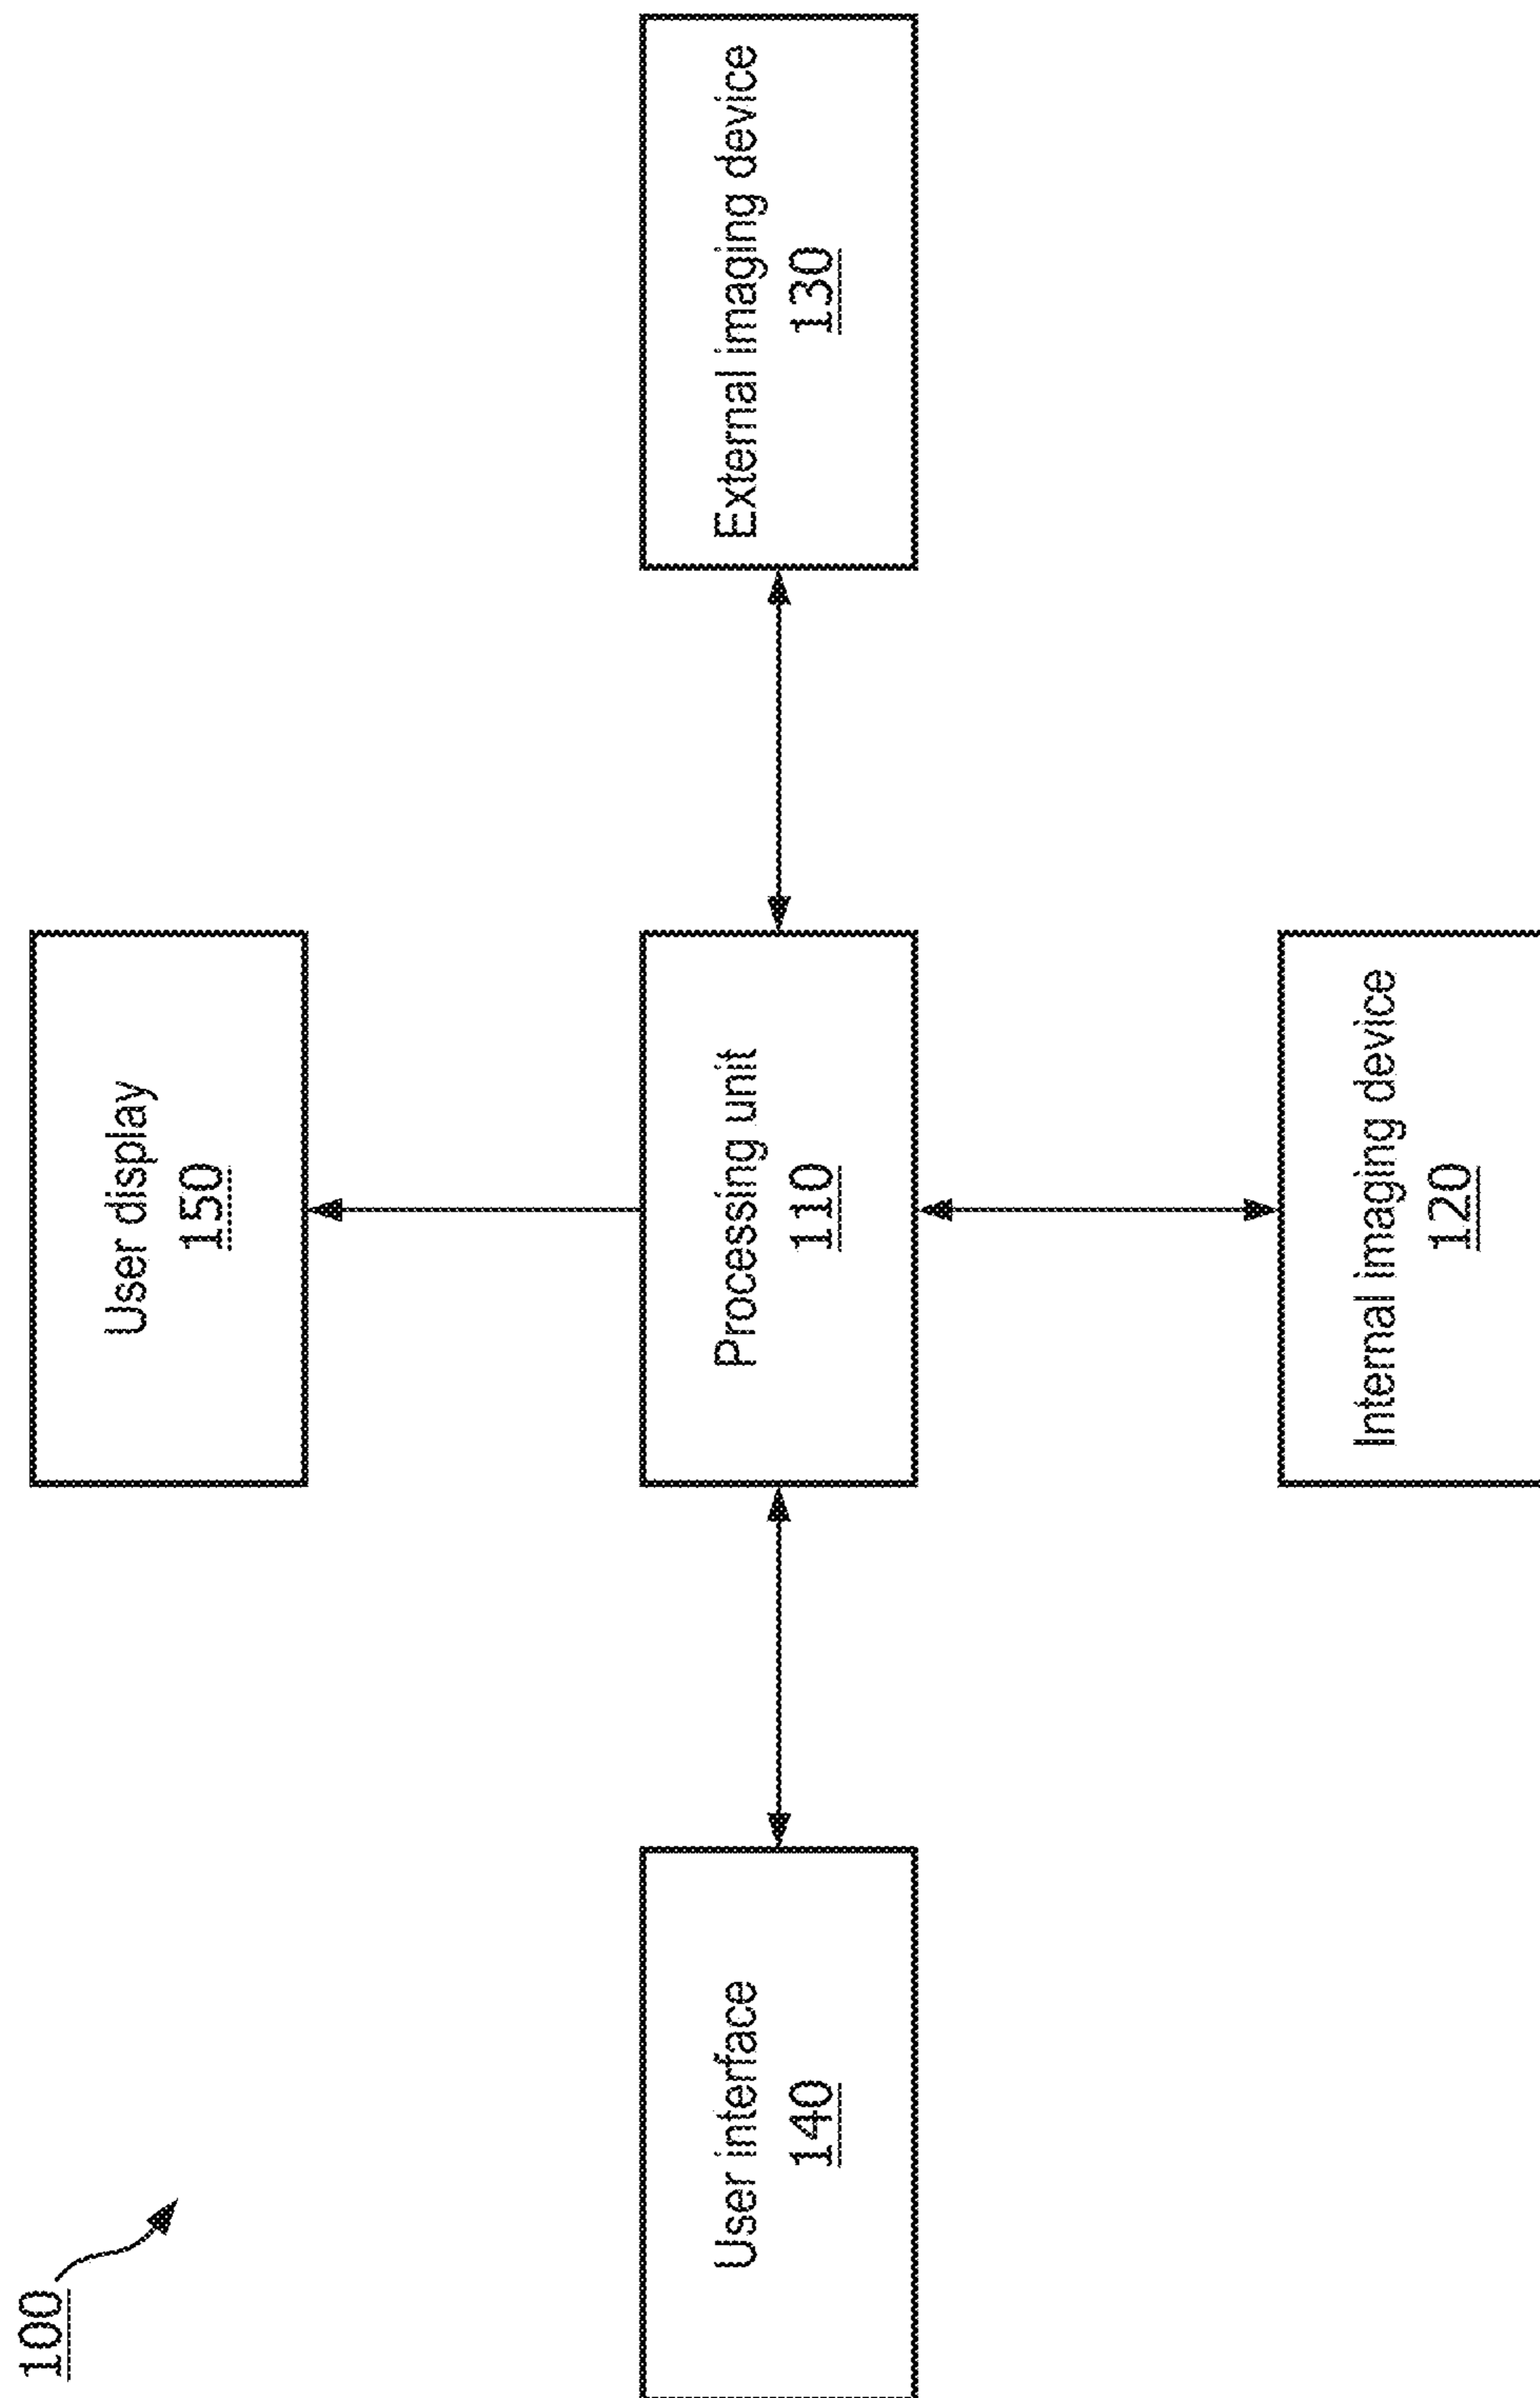 100
User display
150
User interface
140
Processing unit
110
External imaging device
130
Internal imaging device
120